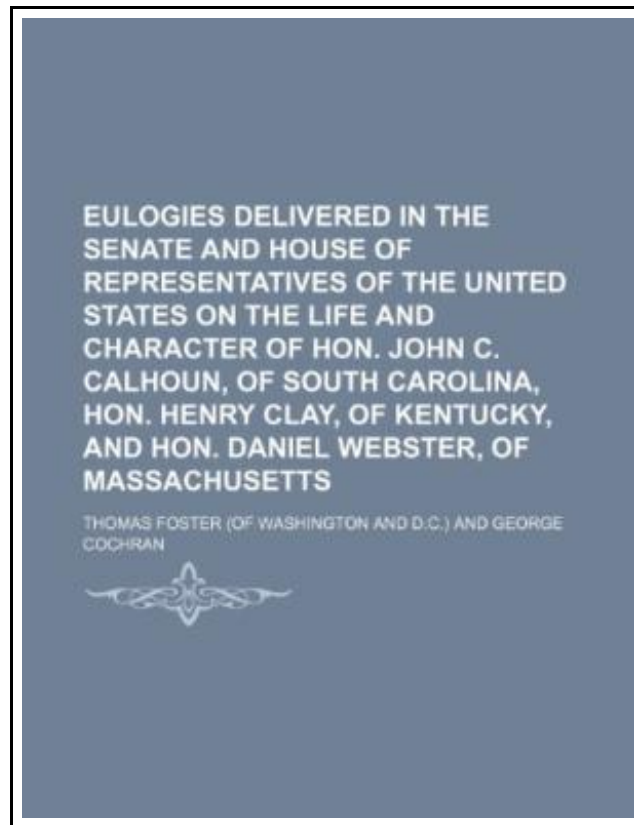 EULOGIES DELIVERED IN THE
SENATE AND HOUSE OF
REPRESENTATIVES OF THE UNITED
STATES ON THE LIFE AND
CHARACTER OF HON. JOHN C.
CALHOUN, OF SOUTH CAROLINA,
HON. HENRY CLAY, OF KENTUCKY,
AND HON. DANIEL WEBSTER, OF
MASSACHUSETTS
THOMAS FOSTER (OF WASHINGTON AND D.C.) AND GEORGE
COCHRAN